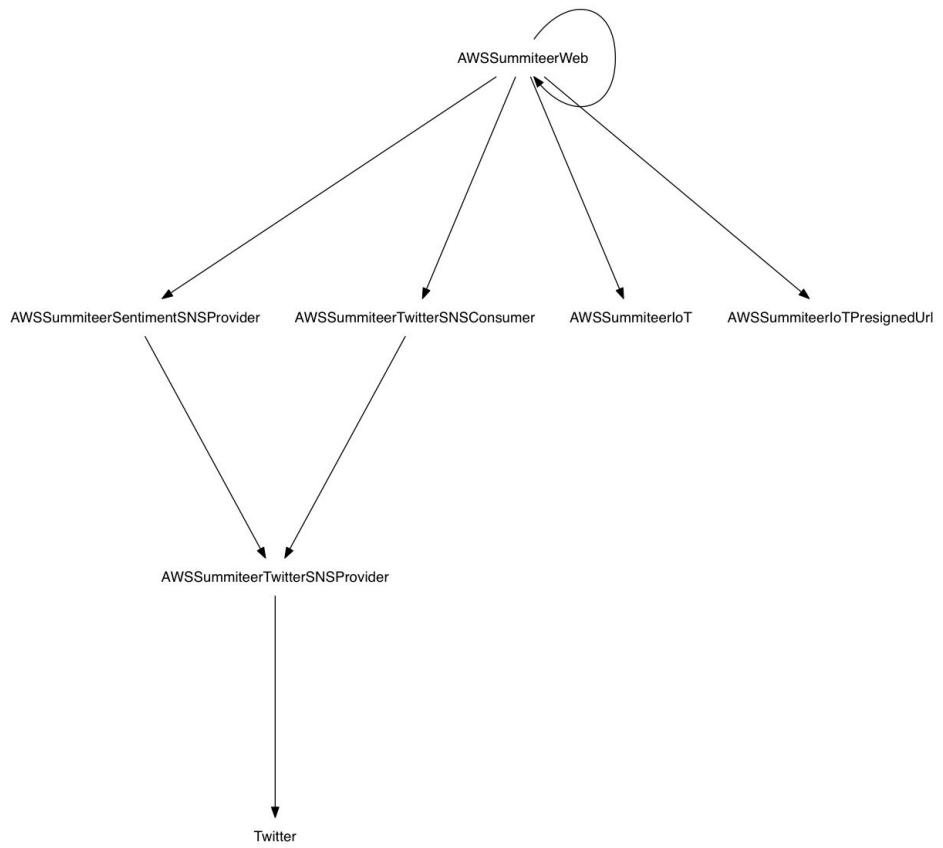 AWSSummiteerWeb
AWSSummiteerSentimentSNSProvider
AWSSummiteerTwitterSNSConsumer
AWSSummiteerIoT
AWSSummiteerIoTPresignedUrl
AWSSummiteerTwitterSNSProvider
Twitter